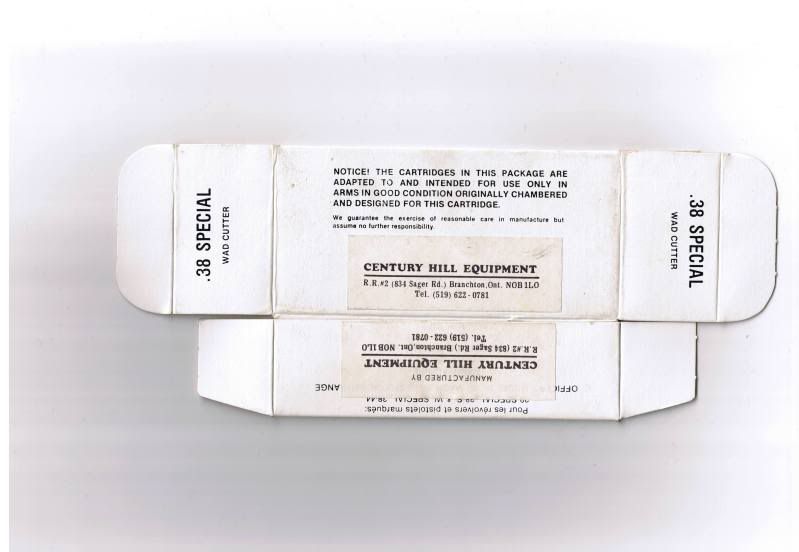 NOTICE! THE CARTRIDGES IN THIS PACKAGE ARE
ADAPTED TO AND INTENDED FOR USE ONLY IN
ARMS IN GOOD CONDITION ORIGINALLY CHAMBERED
AND DESIGNED FOR THIS CARTRIDGE.
We guarantee the exercise of reasonable care in manufacture but
assume no further responsibility.
.38 SPECIAL
WAD CUTTER
.38 SPECIAL
WAD CUTTER
CENTURY HILL EQUIPMENT
R.R.#2 (834 Sager Rd.) Branchton,Ont. NOB 1LO
Tel. (519) 622-0781
Pour les révolvers et pistolets marqués:
MANUFACTURED BY
CENTURY HILL EQUIPMENT
R.R.#2 (834 Sager Rd.) Branchton,Ont. NOB 1LO
Tel. (519) 622-0781